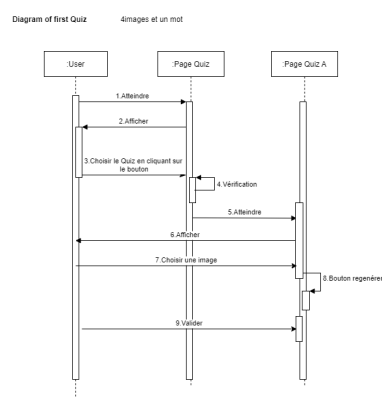 Diagram of first Quiz 4images et un mot
:User :Page Quiz :Page Quiz A
1.Atteindre
2.Afficher
3.Choisir le Quiz en cliquant sur
le bouton
4.Vérification
5.Atteindre
6.Afficher
7.Choisir une image
8.Bouton regenérer
9.Valider